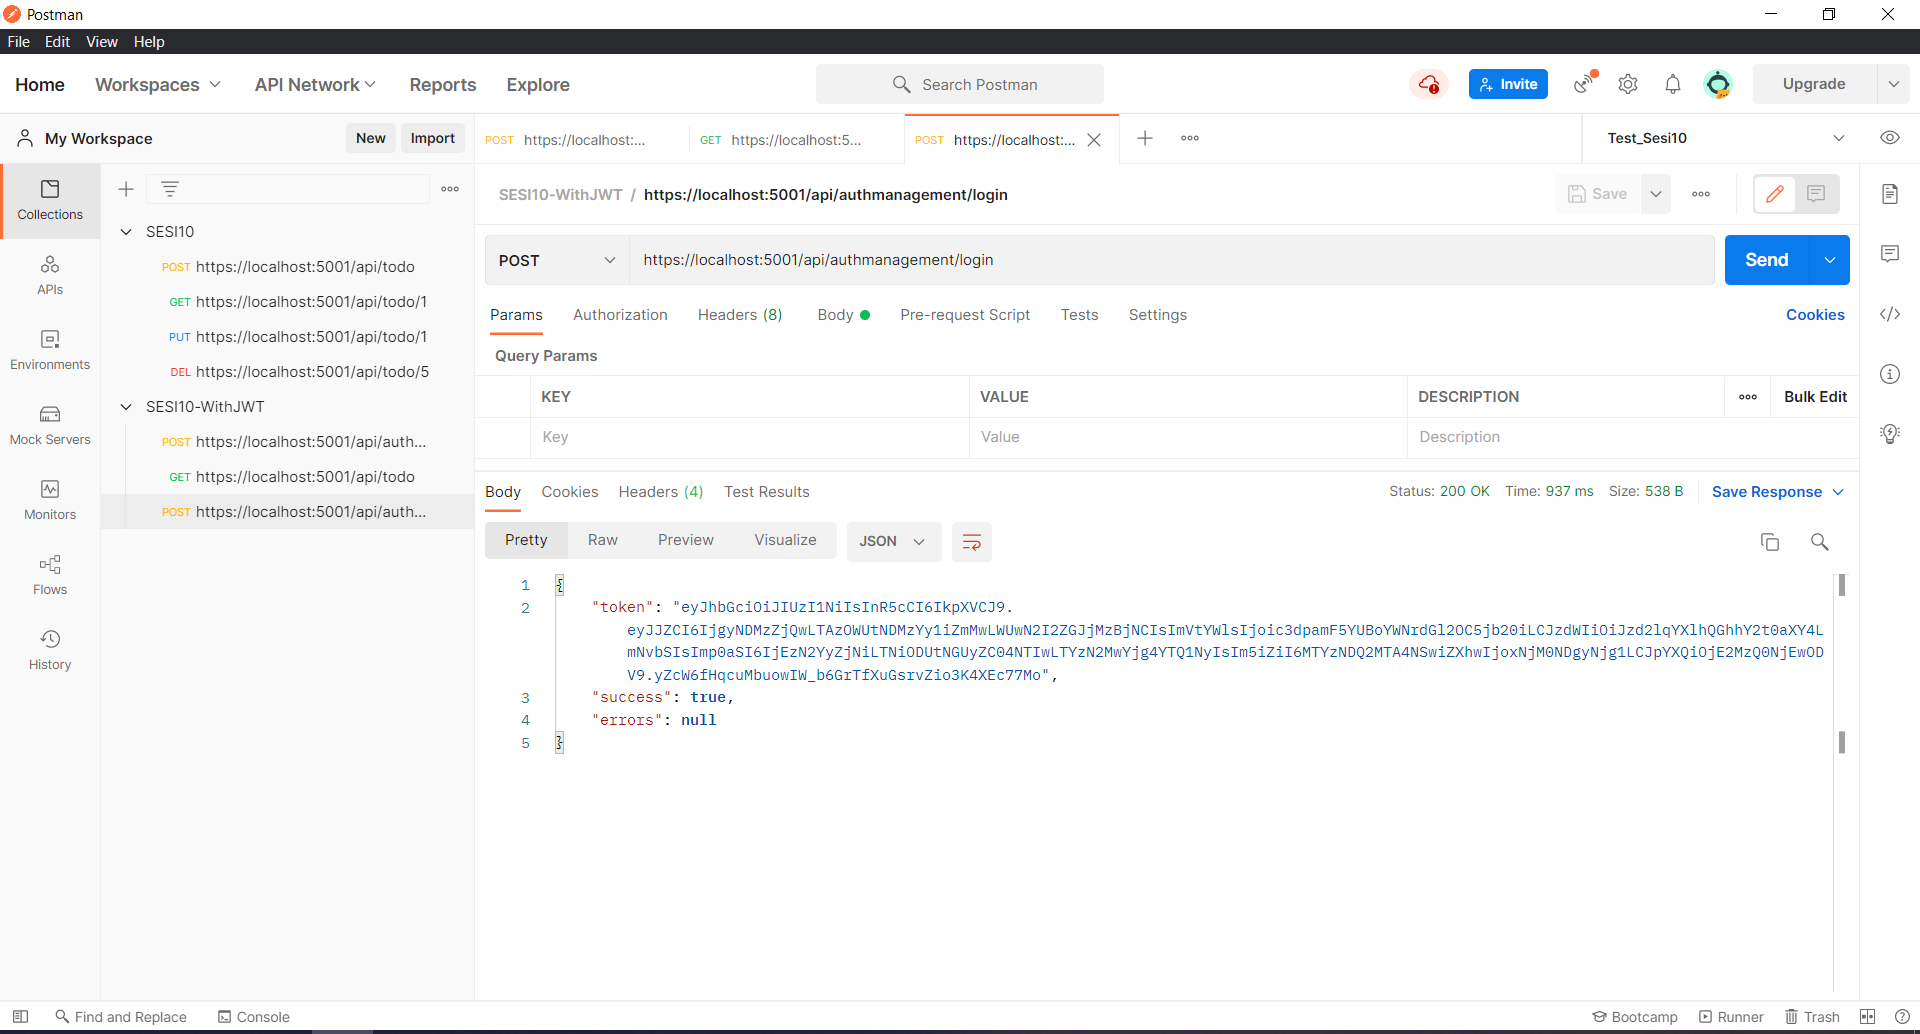 Postman
File Edit View Help
Home Workspaces API Network Reports Explore Search Postman Invite Upgrade
My Workspace New Import
POST https://localhost:... GET https://localhost:5... POST https://localhost:... Test_Sesi10
Collections
APIs
Environments
Mock Servers
Monitors
Flows
History
SESI10
POST https://localhost:5001/api/todo
GET https://localhost:5001/api/todo/1
PUT https://localhost:5001/api/todo/1
DEL https://localhost:5001/api/todo/5
SESI10-WithJWT
POST https://localhost:5001/api/auth...
GET https://localhost:5001/api/todo
POST https://localhost:5001/api/auth...
SESI10-WithJWT / https://localhost:5001/api/authmanagement/login Save
POST https://localhost:5001/api/authmanagement/login Send
Params Authorization Headers (8) Body Pre-request Script Tests Settings Cookies
Query Params
KEY VALUE DESCRIPTION Bulk Edit
Key Value Description
Body Cookies Headers (4) Test Results Status: 200 OK Time: 937 ms Size: 538 B Save Response
Pretty Raw Preview Visualize JSON
1 {
2 "token": "eyJhbGciOiJIUzI1NiIsInR5cCI6IkpXVCJ9.
eyJJZCI6IjgyNDMzZjQwLTAzOWUtNDMzYy1iZmMwLWUwN2I2ZGJjMzBjNCIsImVtYWlsIjoic3dpamF5YUBoYWNrdGl2OC5jb20iLCJzdWIiOiJzd2lqYXlhQGhhY2t0aXY4L
mNvbSIsImp0aSI6IjEzN2YyZjNiLTNiODUtNGUyZC04NTIwLTYzN2MwYjg4YTQ1NyIsIm5iZiI6MTYzNDQ2MTA4NSwiZXhwIjoxNjM0NDgyNjg1LCJpYXQiOjE2MzQ0NjEwOD
V9.yZcW6fHqcuMbuowIW_b6GrTfXuGsrvZio3K4XEc77Mo",
3 "success": true,
4 "errors": null
5 }
Find and Replace Console Bootcamp Runner Trash